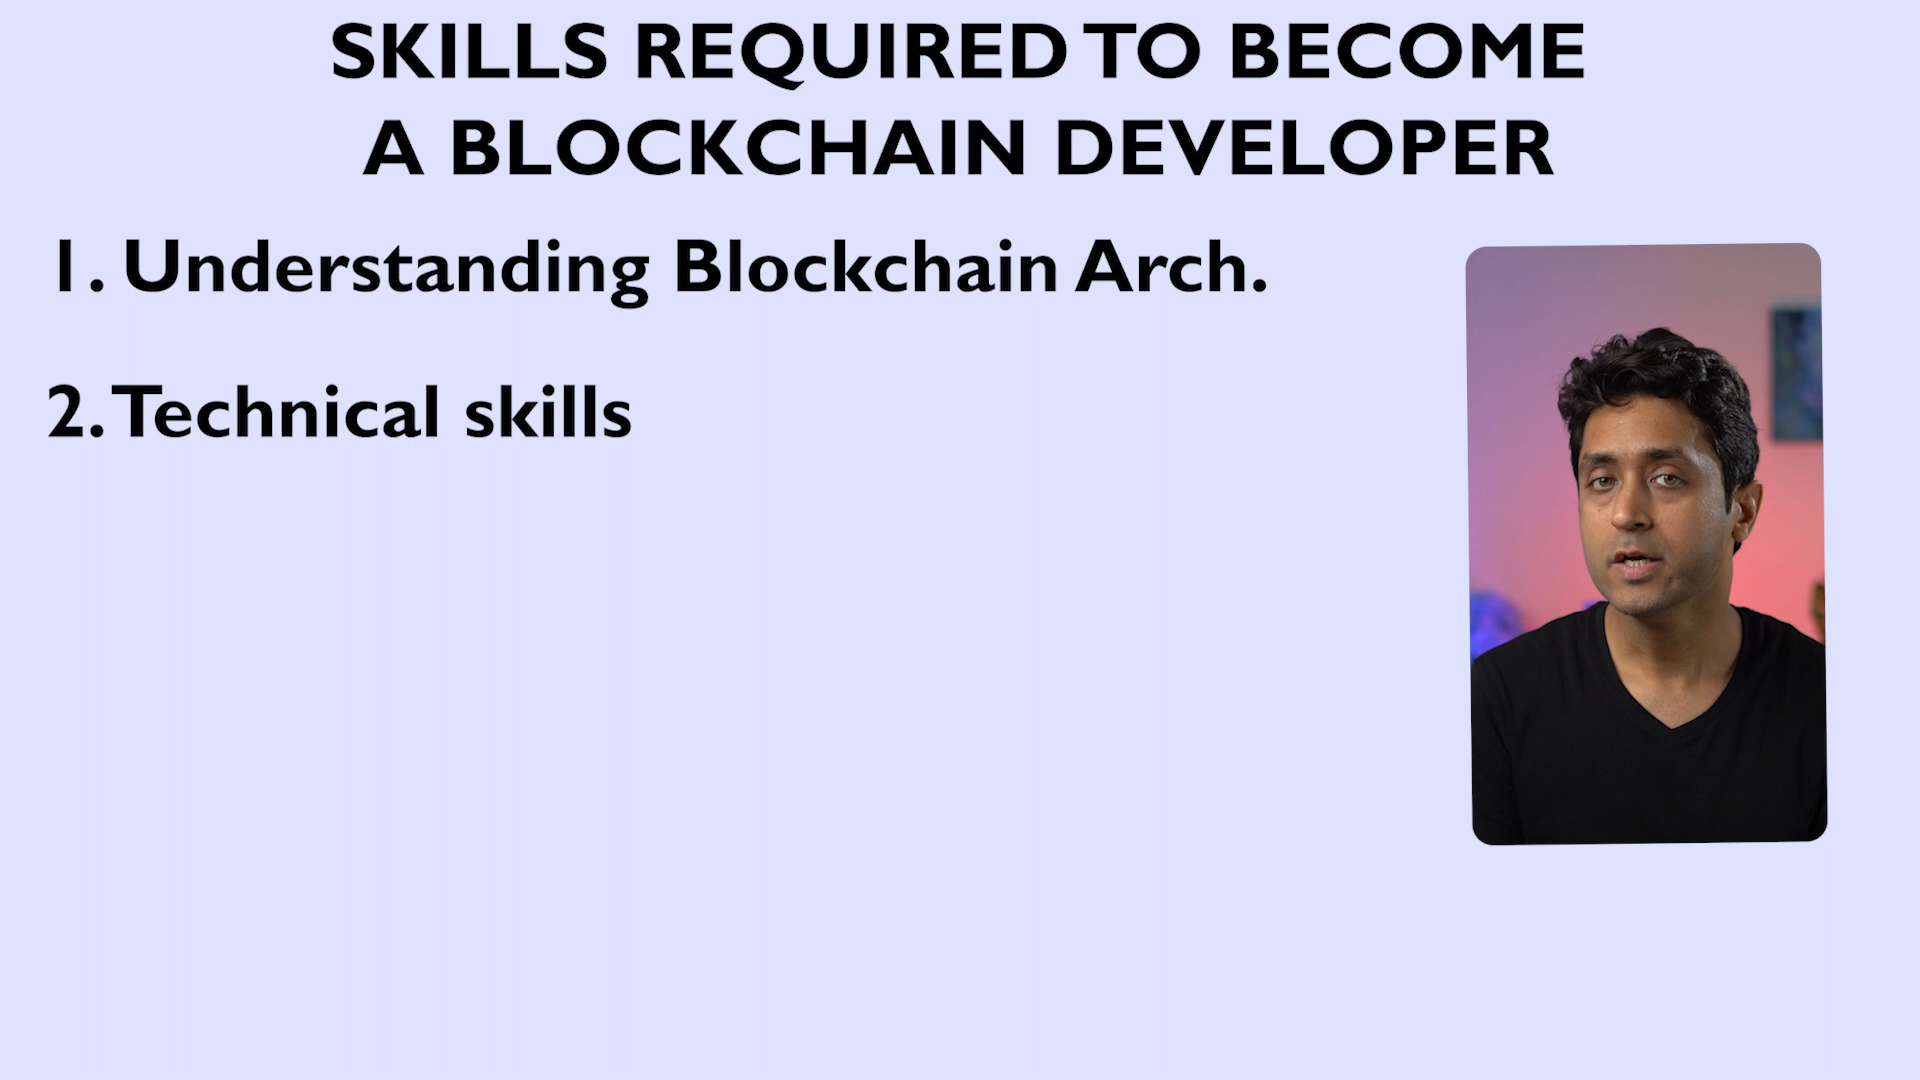 SKILLS REQUIRED TO BECOME
A BLOCKCHAIN DEVELOPER
1. Understanding Blockchain Arch.
2. Technical skills